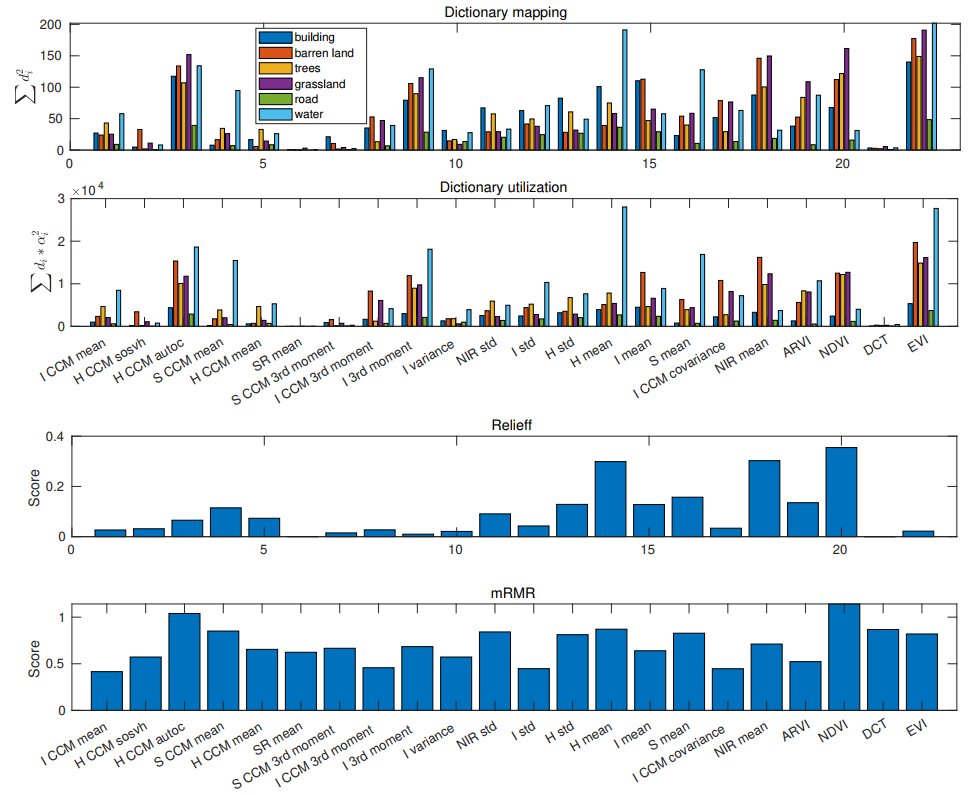 Dictionary mapping
∑ d_i^2
200
150
100
50
0
building
barren land
trees
grassland
road
water
0 5 10 15 20
Dictionary utilization
×10^4
∑ d_i * α_i^2
3
2
1
0
I CCM mean
H CCM sosvh
H CCM autoc
S CCM mean
H CCM mean
SR mean
S CCM 3rd moment
I CCM 3rd moment
I 3rd moment
I variance
NIR std
I std
H std
H mean
I mean
S mean
I CCM covariance
NIR mean
ARVI
NDVI
DCT
EVI
Relieff
Score
0.4
0.2
0
0 5 10 15 20
mRMR
Score
1
0.5
0
I CCM mean
H CCM sosvh
H CCM autoc
S CCM mean
H CCM mean
SR mean
S CCM 3rd moment
I CCM 3rd moment
I 3rd moment
I variance
NIR std
I std
H std
H mean
I mean
S mean
I CCM covariance
NIR mean
ARVI
NDVI
DCT
EVI